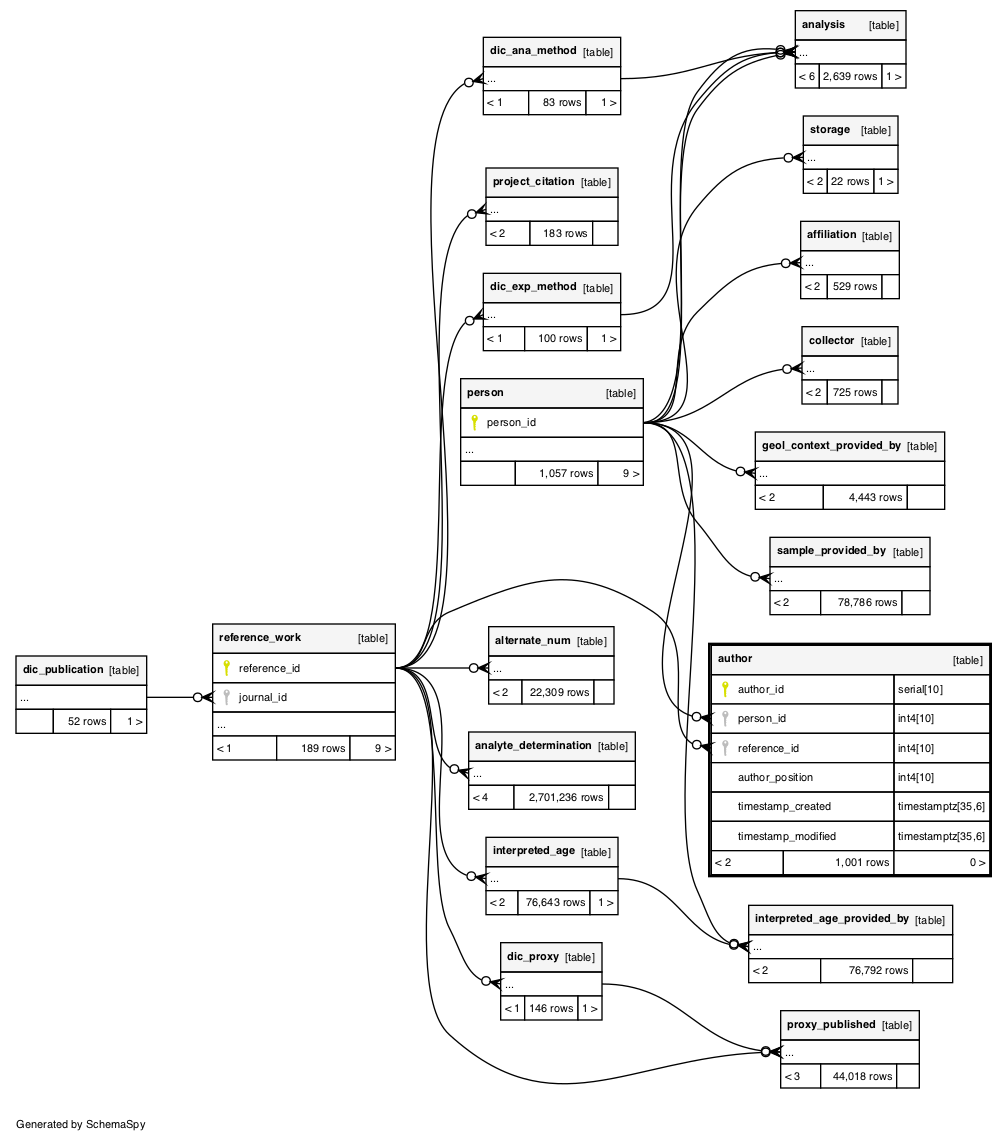 dic_ana_method [table]
...
< 1 83 rows 1 >
project_citation [table]
...
< 2 183 rows
dic_exp_method [table]
...
< 1 100 rows 1 >
person [table]
person_id
...
1,057 rows 9 >
dic_publication [table]
...
52 rows 1 >
reference_work [table]
reference_id
journal_id
...
< 1 189 rows 9 >
alternate_num [table]
...
< 2 22,309 rows
analyte_determination [table]
...
< 4 2,701,236 rows
interpreted_age [table]
...
< 2 76,643 rows 1 >
dic_proxy [table]
...
< 1 146 rows 1 >
analysis [table]
...
< 6 2,639 rows 1 >
storage [table]
...
< 2 22 rows 1 >
affiliation [table]
...
< 2 529 rows
collector [table]
...
< 2 725 rows
geol_context_provided_by [table]
...
< 2 4,443 rows
sample_provided_by [table]
...
< 2 78,786 rows
author [table]
author_id serial[10]
person_id int4[10]
reference_id int4[10]
author_position int4[10]
timestamp_created timestamptz[35,6]
timestamp_modified timestamptz[35,6]
< 2 1,001 rows 0 >
interpreted_age_provided_by [table]
...
< 2 76,792 rows
proxy_published [table]
...
< 3 44,018 rows
Generated by SchemaSpy